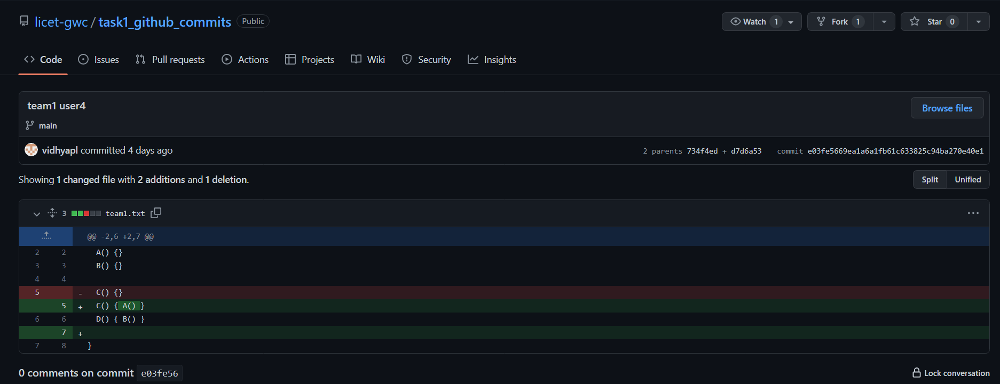 licet-gwc / task1_github_commits Public Watch 1 Fork 1 Star 0
Code Issues Pull requests Actions Projects Wiki Security Insights
team1 user4 Browse files
main
vidhyapl committed 4 days ago 2 parents 734f4ed + d7d6a53 commit e03fe5669ea1a6a1fb61c633825c94ba270e40e1
Showing 1 changed file with 2 additions and 1 deletion. Split Unified
3 team1.txt ...
@@ -2,6 +2,7 @@
2 2 A() {}
3 3 B() {}
4 4
5 - C() {}
5 + C() { A() }
6 6 D() { B() }
7 +
7 8 }
0 comments on commit e03fe56 Lock conversation